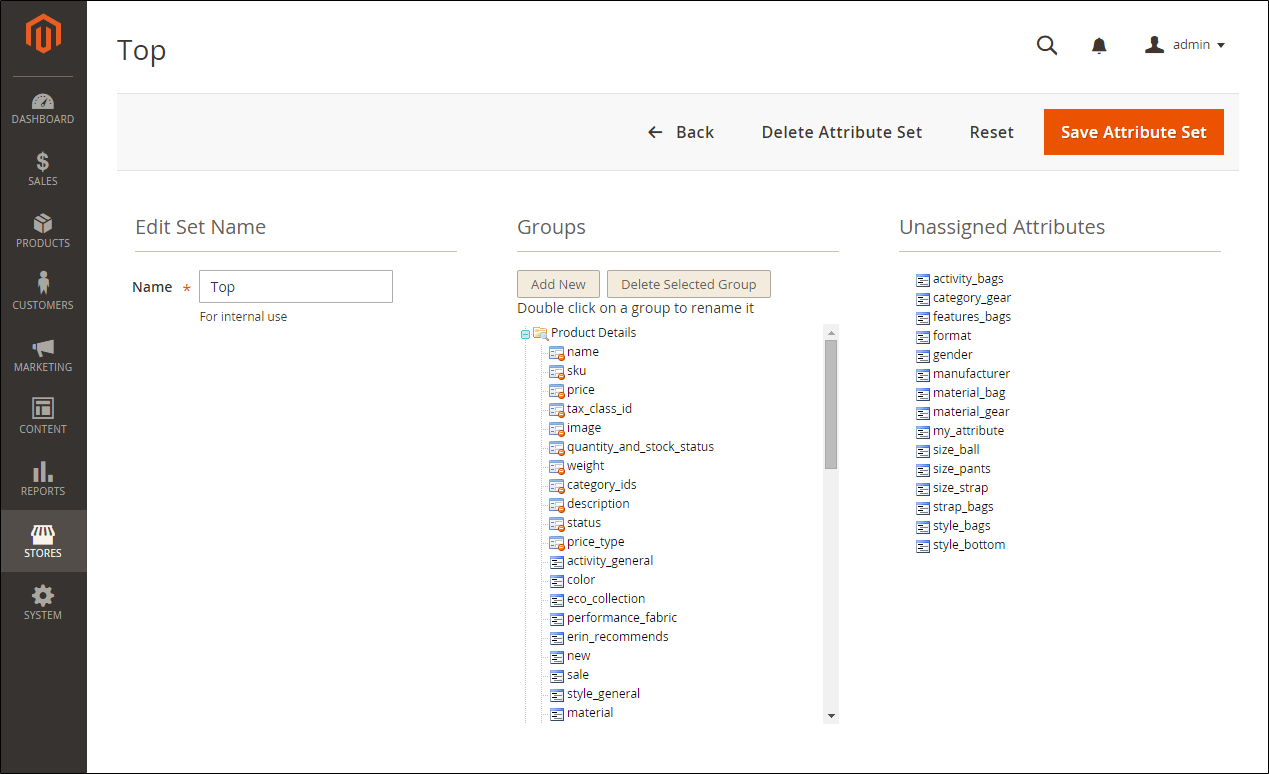 Top
admin
DASHBOARD
SALES
PRODUCTS
CUSTOMERS
MARKETING
CONTENT
REPORTS
STORES
SYSTEM
Back Delete Attribute Set Reset Save Attribute Set
Edit Set Name
Name * Top
For internal use
Groups
Add New Delete Selected Group
Double click on a group to rename it
Product Details
name
sku
price
tax_class_id
image
quantity_and_stock_status
weight
category_ids
description
status
price_type
activity_general
color
eco_collection
performance_fabric
erin_recommends
new
sale
style_general
material
Unassigned Attributes
activity_bags
category_gear
features_bags
format
gender
manufacturer
material_bag
material_gear
my_attribute
size_ball
size_pants
size_strap
strap_bags
style_bags
style_bottom